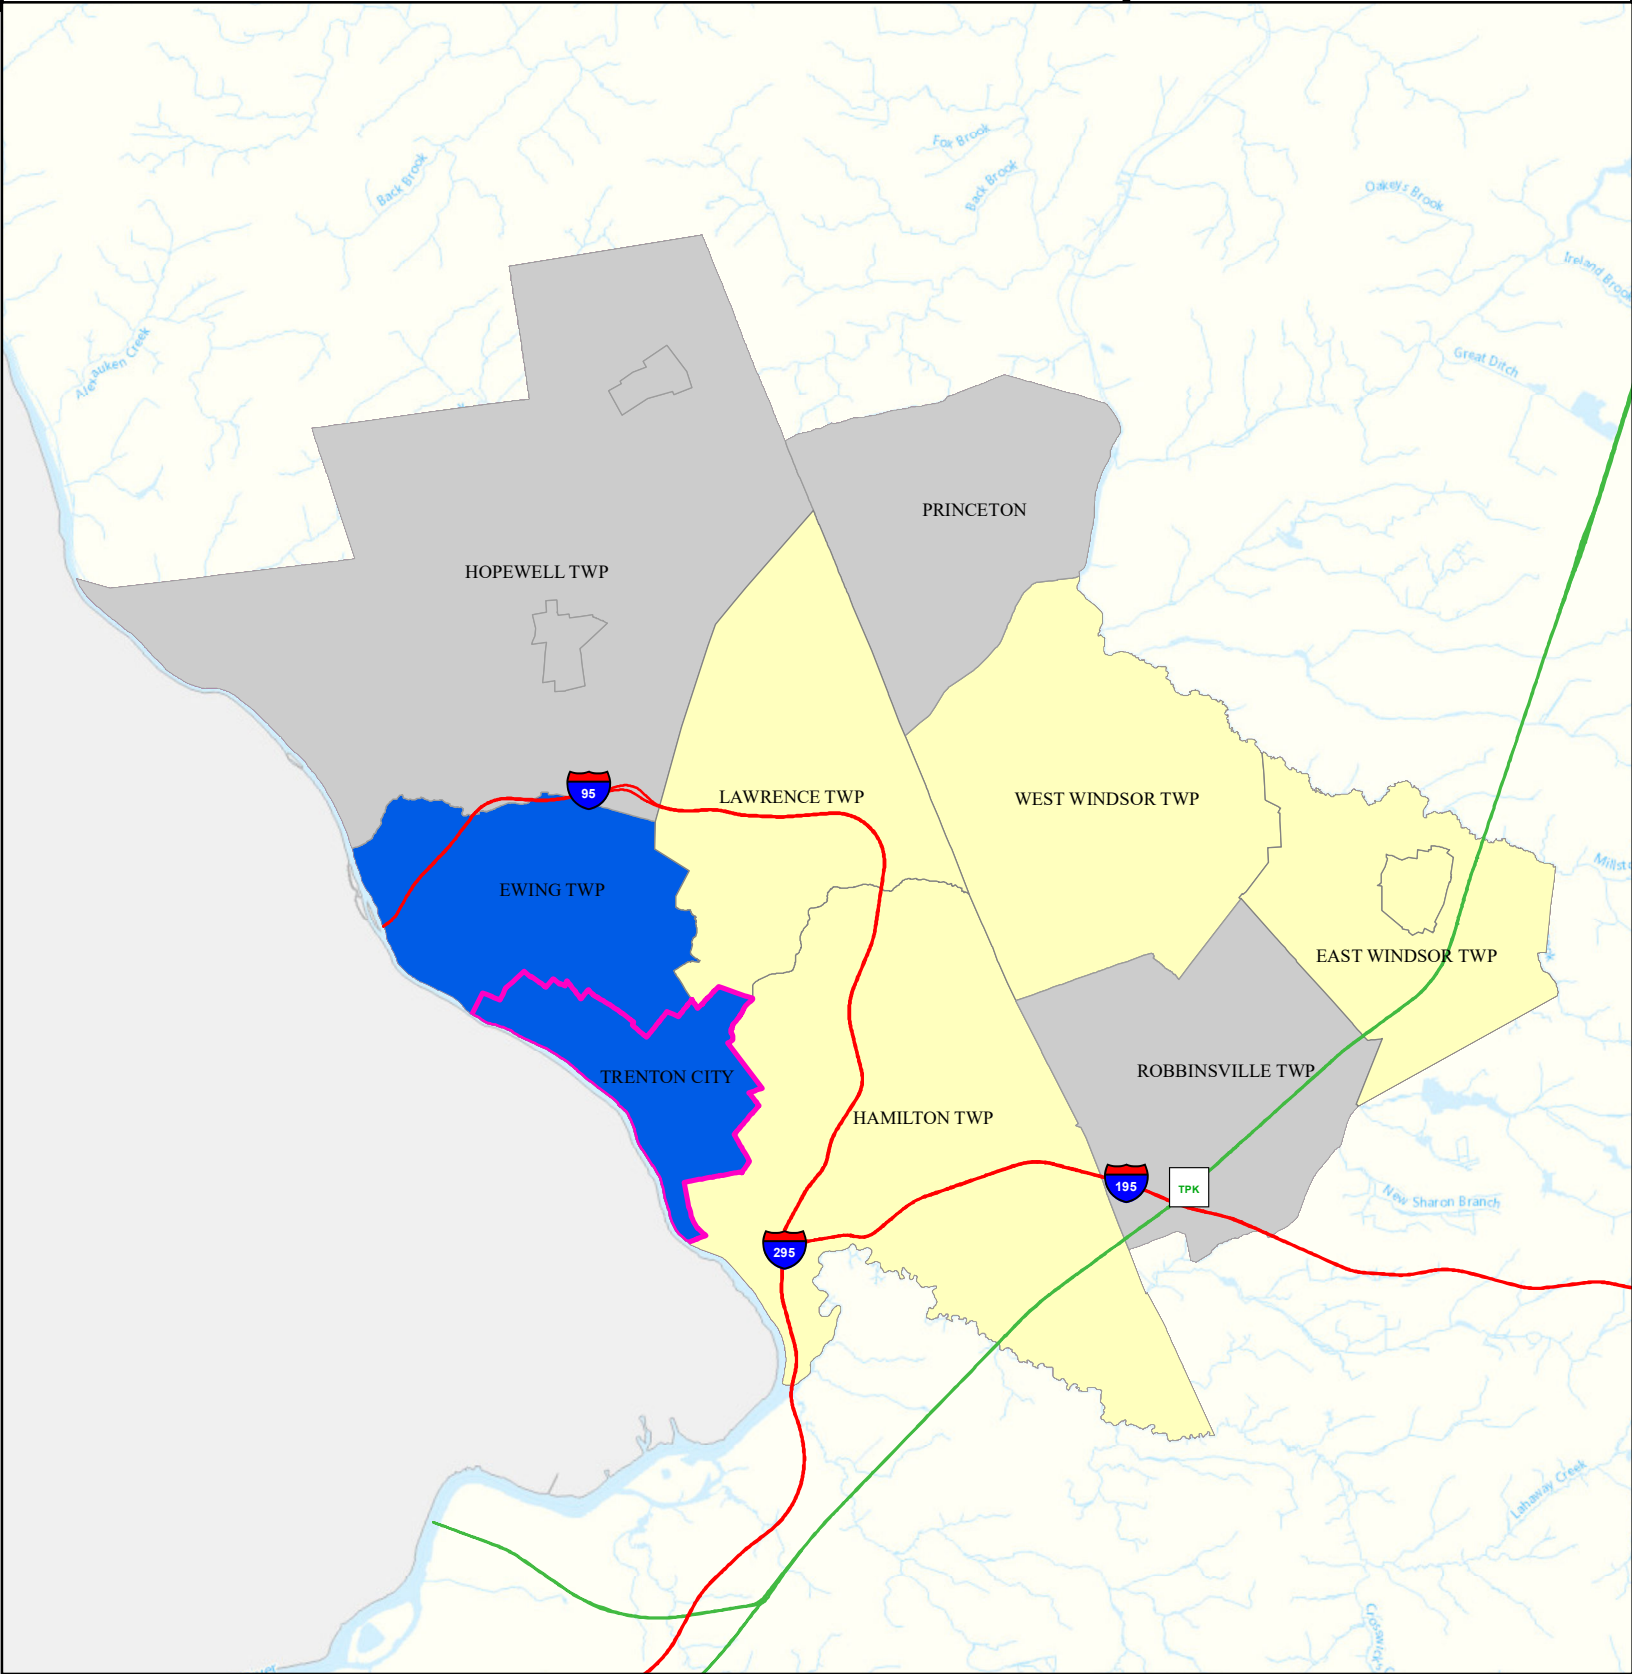 Fox Brook
Back Brook
Back Brook
Oakeys Brook
Ireland Brook
Alexauken Creek
Great Ditch
PRINCETON
HOPEWELL TWP
95
LAWRENCE TWP
WEST WINDSOR TWP
EWING TWP
EAST WINDSOR TWP
TRENTON CITY
ROBBINSVILLE TWP
HAMILTON TWP
195
TPK
New Sharon Branch
295
Lahaway Creek